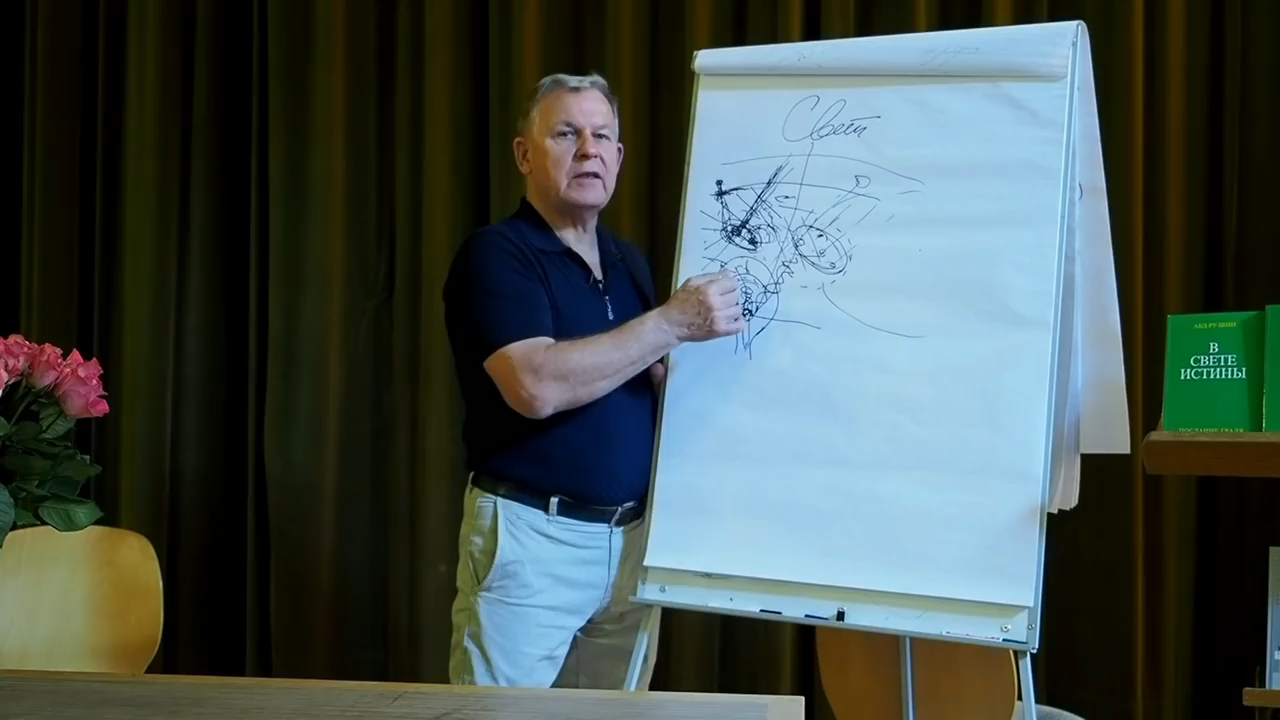 Свет
АБД-РУ-ШИН
В
СВЕТЕ
ИСТИНЫ
ПОСЛАНИЕ ГРААЛЯ